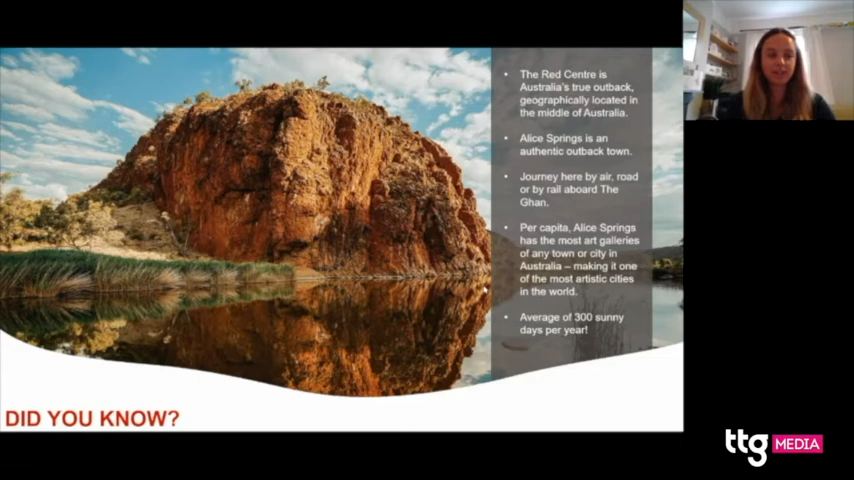 • The Red Centre is
Australia's true outback,
geographically located in
the middle of Australia.
• Alice Springs is an
authentic outback town.
• Journey here by air, road
or by rail aboard The
Ghan.
• Per capita, Alice Springs
has the most art galleries
of any town or city in
Australia – making it one
of the most artistic cities
in the world.
• Average of 300 sunny
days per year!
DID YOU KNOW?
ttg MEDIA